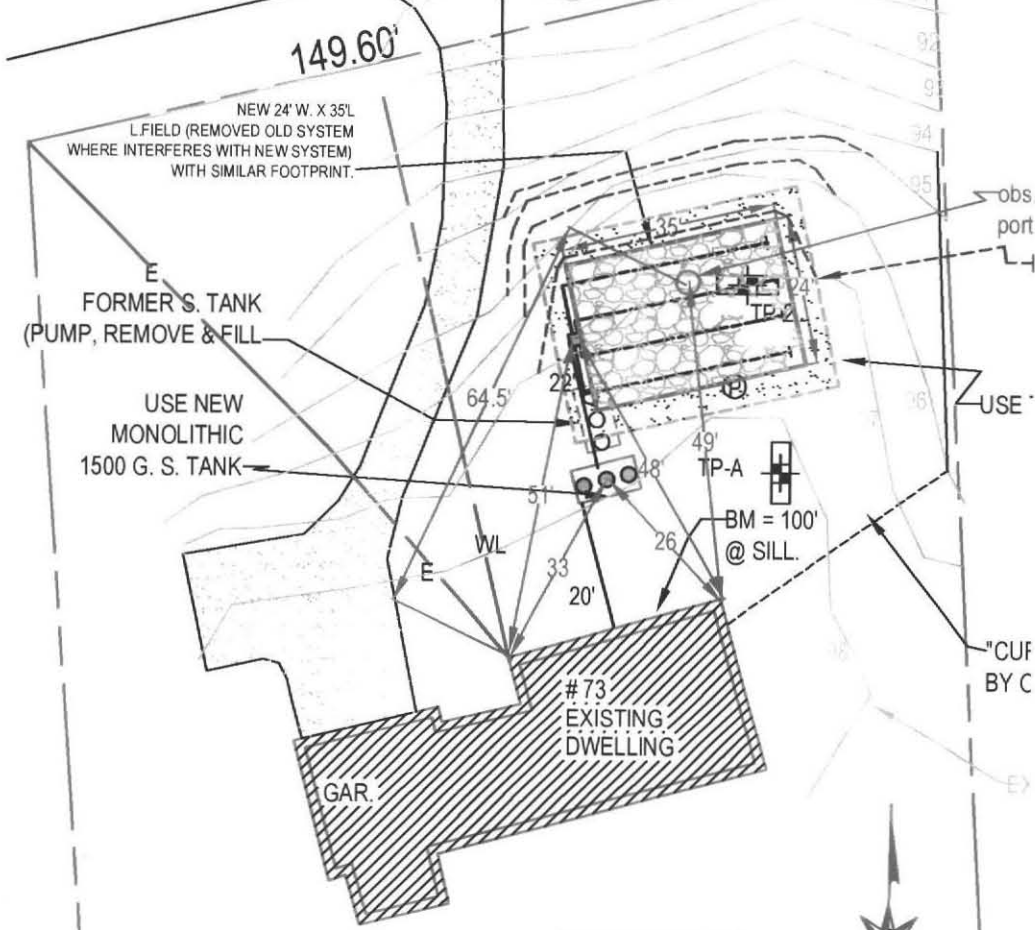 149.60'
92
94
95
NEW 24' W. X 35'L
L.FIELD (REMOVED OLD SYSTEM
WHERE INTERFERES WITH NEW SYSTEM)
WITH SIMILAR FOOTPRINT.
obs
port
35'
24'
TP-2
E
FORMER S. TANK
(PUMP, REMOVE & FILL
22'
64.5'
P
96
USE
USE NEW
MONOLITHIC
1500 G. S. TANK
49'
48'
TP-A
51'
BM = 100'
@ SILL.
WL
26
E
33
20'
98
"CUF
BY C
# 73
EXISTING
DWELLING
GAR.